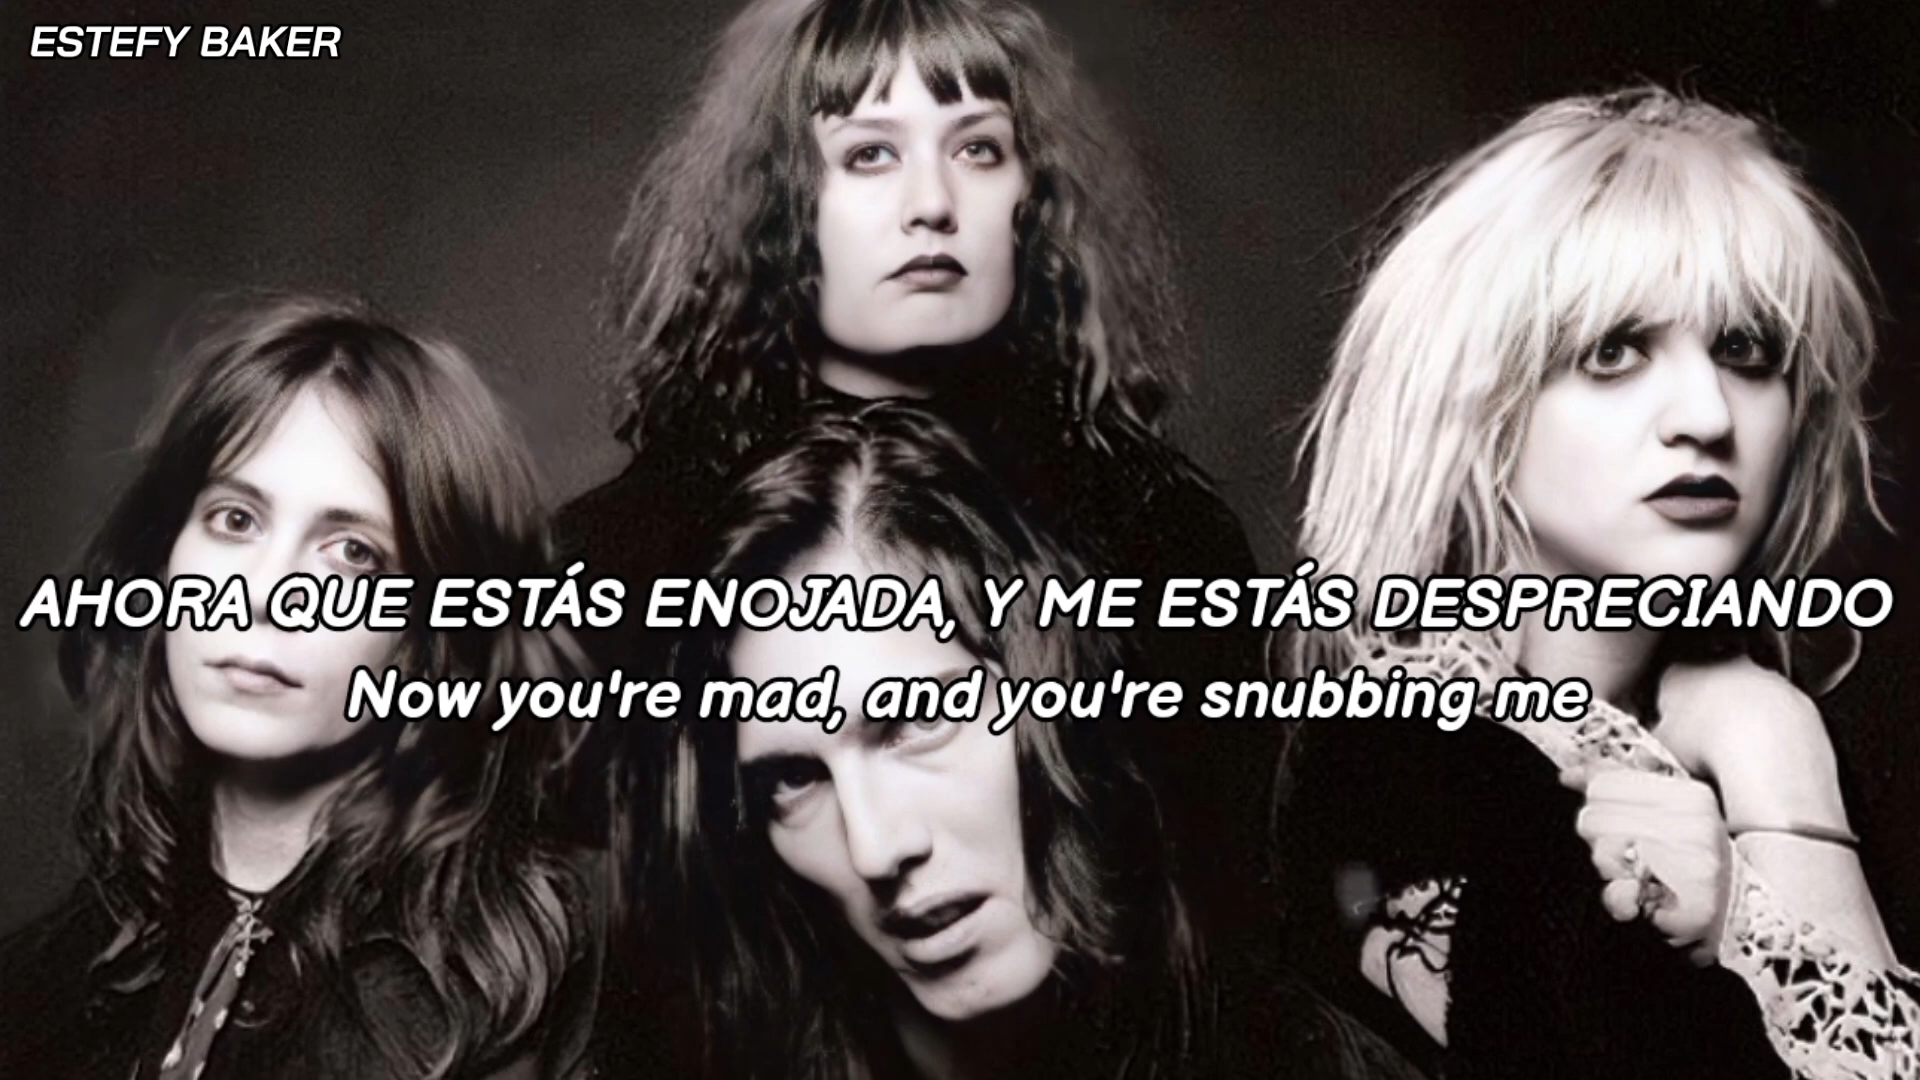 ESTEFY BAKER
AHORA QUE ESTÁS ENOJADA, Y ME ESTÁS DESPRECIANDO
Now you're mad, and you're snubbing me